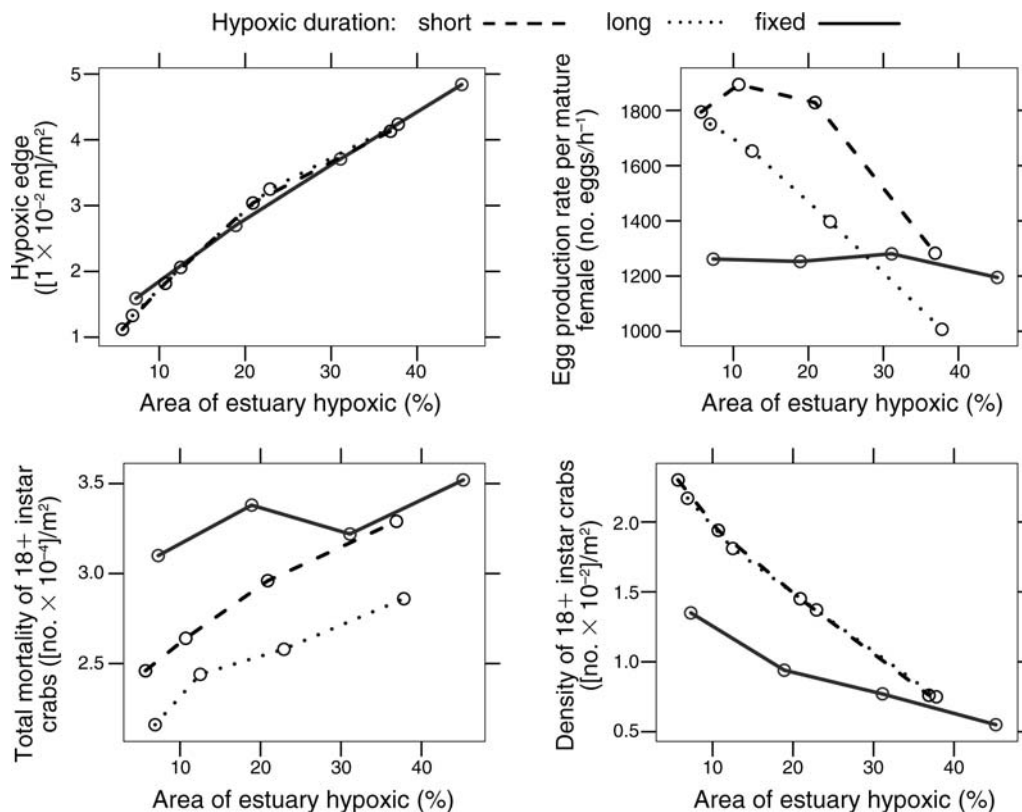 Hypoxic duration: short long fixed
Hypoxic edge
([1 × 10⁻² m]/m²)
5
4
3
2
1
10 20 30 40
Area of estuary hypoxic (%)
Egg production rate per mature
female (no. eggs/h⁻¹)
1800
1600
1400
1200
1000
10 20 30 40
Area of estuary hypoxic (%)
Total mortality of 18+ instar
crabs ([no. × 10⁻⁴]/m²)
3.5
3.0
2.5
10 20 30 40
Area of estuary hypoxic (%)
Density of 18+ instar crabs
([no. × 10⁻²]/m²)
2.0
1.5
1.0
0.5
10 20 30 40
Area of estuary hypoxic (%)